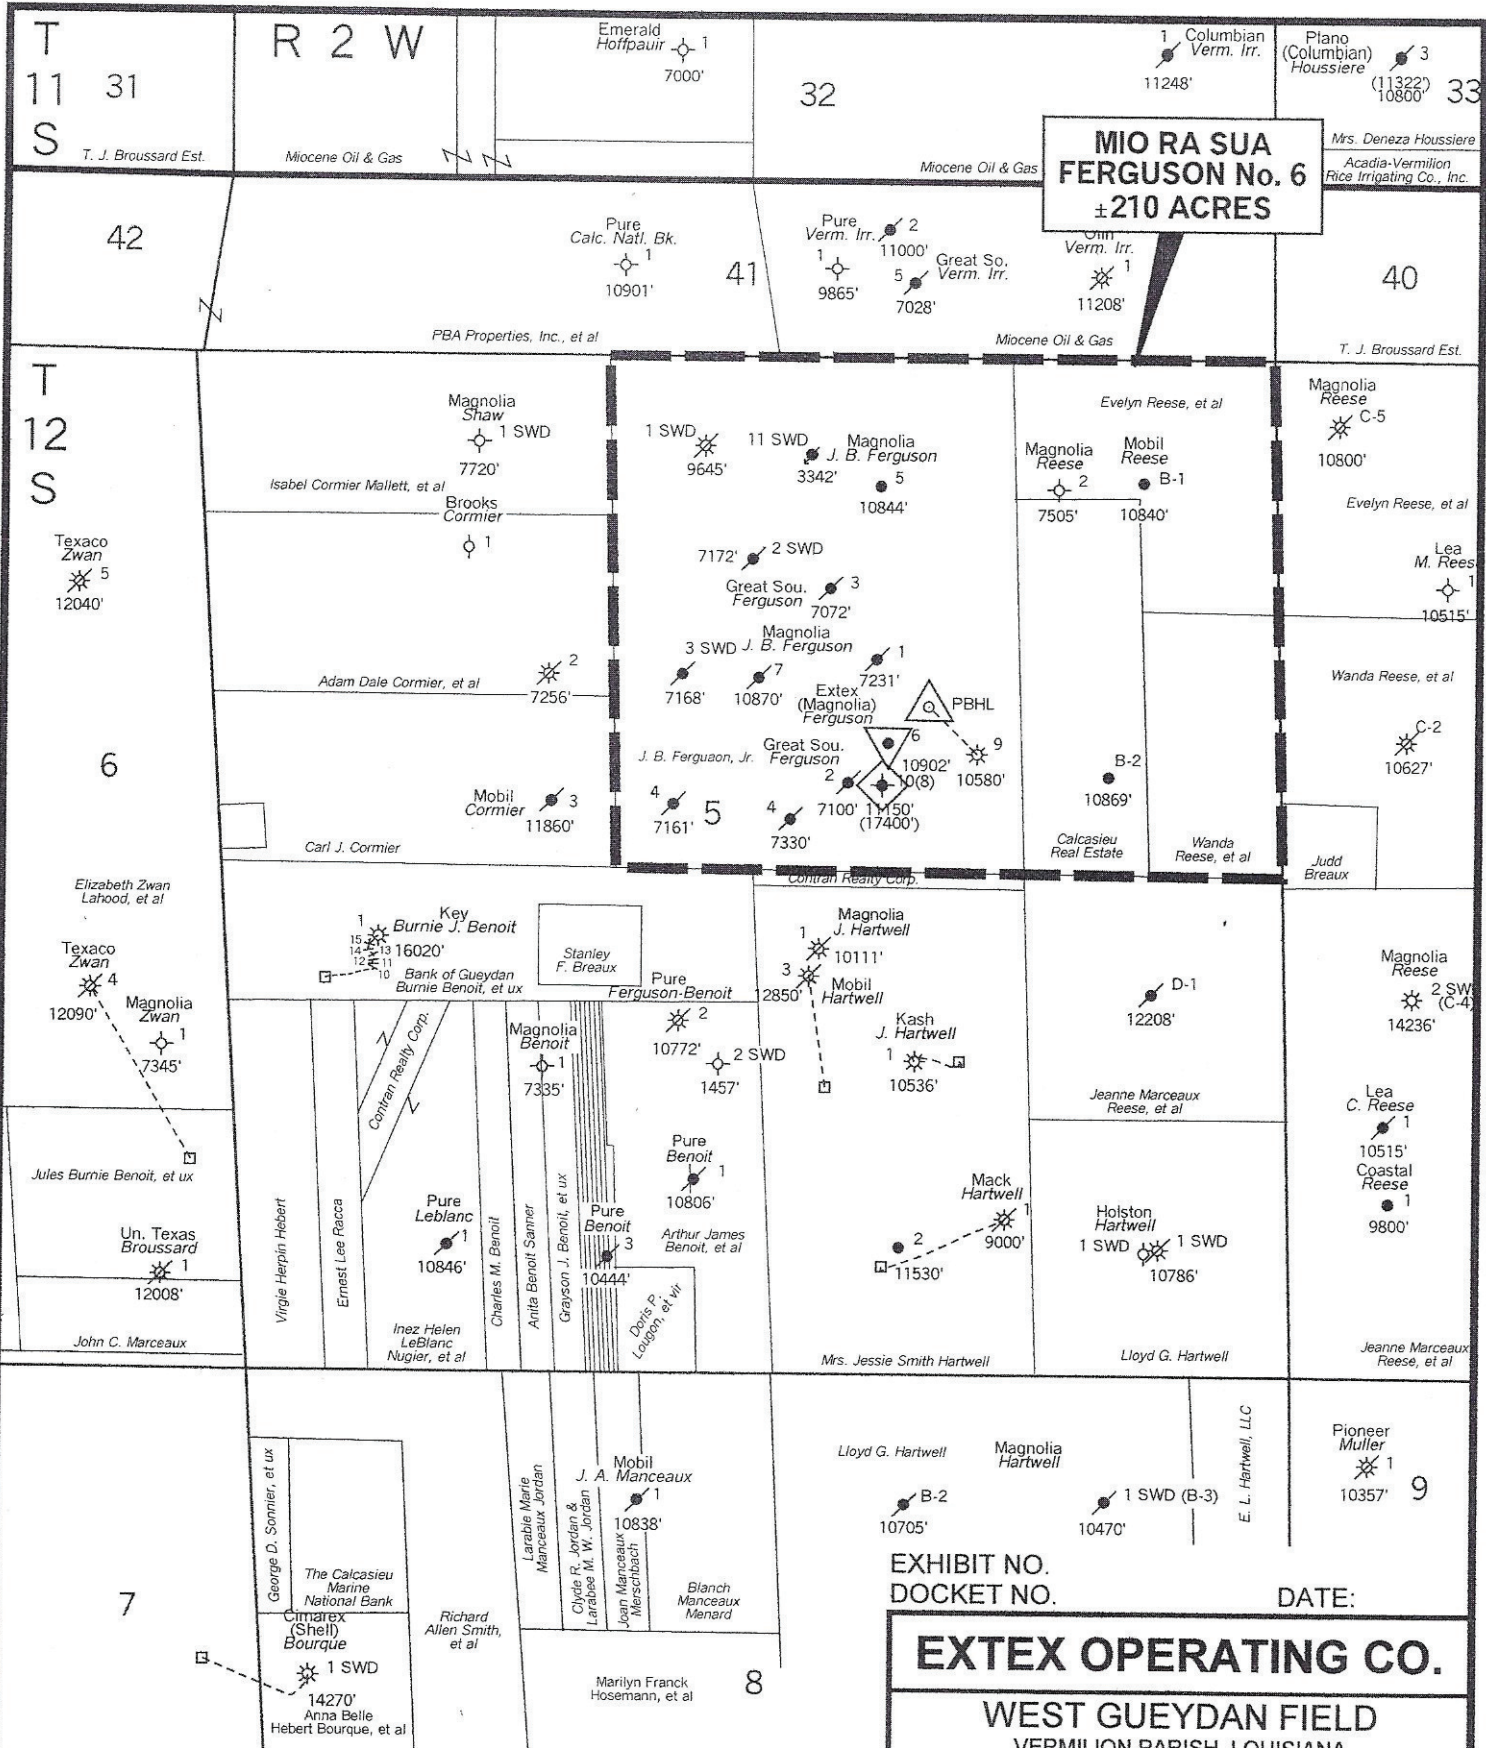 T
11
S
31
T. J. Broussard Est.
R 2 W
Miocene Oil & Gas
Emerald
Hoffpauir
1
7000'
32
1
Columbian
Verm. Irr.
11248'
Miocene Oil & Gas
Plano
(Columbian)
Houssiere
3
(11322')
10800'
33
Mrs. Deneza Houssiere
Acadia-Vermilion
Rice Irrigating Co., Inc.
MIO RA SUA
FERGUSON No. 6
±210 ACRES
42
Pure
Calc. Natl. Bk.
1
10901'
41
PBA Properties, Inc., et al
Pure
Verm. Irr.
2
11000'
1
9865'
Great So.
Verm. Irr.
5
7028'
Verm. Irr.
1
11208'
Miocene Oil & Gas
40
T. J. Broussard Est.
T
12
S
Magnolia
Shaw
1 SWD
7720'
Isabel Cormier Mallett, et al
Brooks
Cormier
1
Texaco
Zwan
5
12040'
2
7256'
Adam Dale Cormier, et al
6
Mobil
Cormier
3
11860'
Carl J. Cormier
1 SWD
9645'
11 SWD
3342'
Magnolia
J. B. Ferguson
5
10844'
7172'
2 SWD
Great Sou.
Ferguson
3
7072'
Magnolia
J. B. Ferguson
3 SWD
7168'
7
10870'
1
7231'
Extex
(Magnolia)
Ferguson
PBHL
6
10902'
9
10580'
J. B. Ferguaon, Jr.
Great Sou.
Ferguson
2
7100'
10(8)
11150'
(17400')
4
7161'
5
4
7330'
Evelyn Reese, et al
Magnolia
Reese
2
7505'
Mobil
Reese
B-1
10840'
B-2
10869'
Calcasieu
Real Estate
Wanda
Reese, et al
Magnolia
Reese
C-5
10800'
Evelyn Reese, et al
Lea
M. Rees
1
10515'
Wanda Reese, et al
C-2
10627'
Judd
Breaux
Elizabeth Zwan
Lahood, et al
Texaco
Zwan
4
12090'
Magnolia
Zwan
1
7345'
Jules Burnie Benoit, et ux
Un. Texas
Broussard
1
12008'
John C. Marceaux
Key
Burnie J. Benoit
1
16020'
15
14
13
12
11
10
Bank of Gueydan
Burnie Benoit, et ux
Stanley
F. Breaux
Contran Realty Corp.
Pure
Ferguson-Benoit
2
10772'
2 SWD
1457'
Magnolia
Benoit
1
7335'
Contran Realty Corp.
Virgie Herpin Hebert
Ernest Lee Racca
Pure
Leblanc
1
10846'
Inez Helen
LeBlanc
Nugier, et al
Charles M. Benoit
Anita Benoit Sanner
Grayson J. Benoit, et ux
Pure
Benoit
1
10806'
Pure
Benoit
3
10444'
Arthur James
Benoit, et al
Doris P.
Lougon, et vir
Magnolia
J. Hartwell
1
10111'
3
12850'
Mobil
Hartwell
Kash
J. Hartwell
1
10536'
Mack
Hartwell
1
9000'
2
11530'
Mrs. Jessie Smith Hartwell
D-1
12208'
Jeanne Marceaux
Reese, et al
Holston
Hartwell
1 SWD
1 SWD
10786'
Lloyd G. Hartwell
Magnolia
Reese
2 SW
(C-4)
14236'
Lea
C. Reese
1
10515'
Coastal
Reese
1
9800'
Jeanne Marceaux
Reese, et al
7
George D. Sonnier, et ux
The Calcasieu
Marine
National Bank
Cimarex
(Shell)
Bourque
1 SWD
14270'
Anna Belle
Hebert Bourque, et al
Richard
Allen Smith,
et al
Larabie Marie
Manceaux Jordan
Clyde R. Jordan &
Larabee M. W. Jordan
Joan Manceaux
Merschbach
Mobil
J. A. Manceaux
1
10838'
Blanch
Manceaux
Menard
Marilyn Franck
Hosemann, et al
8
Lloyd G. Hartwell
Magnolia
Hartwell
B-2
10705'
1 SWD (B-3)
10470'
E. L. Hartwell, LLC
Pioneer
Muller
1
10357'
9
EXHIBIT NO.
DOCKET NO.
DATE:
EXTEX OPERATING CO.
WEST GUEYDAN FIELD
VERMILION PARISH, LOUISIANA